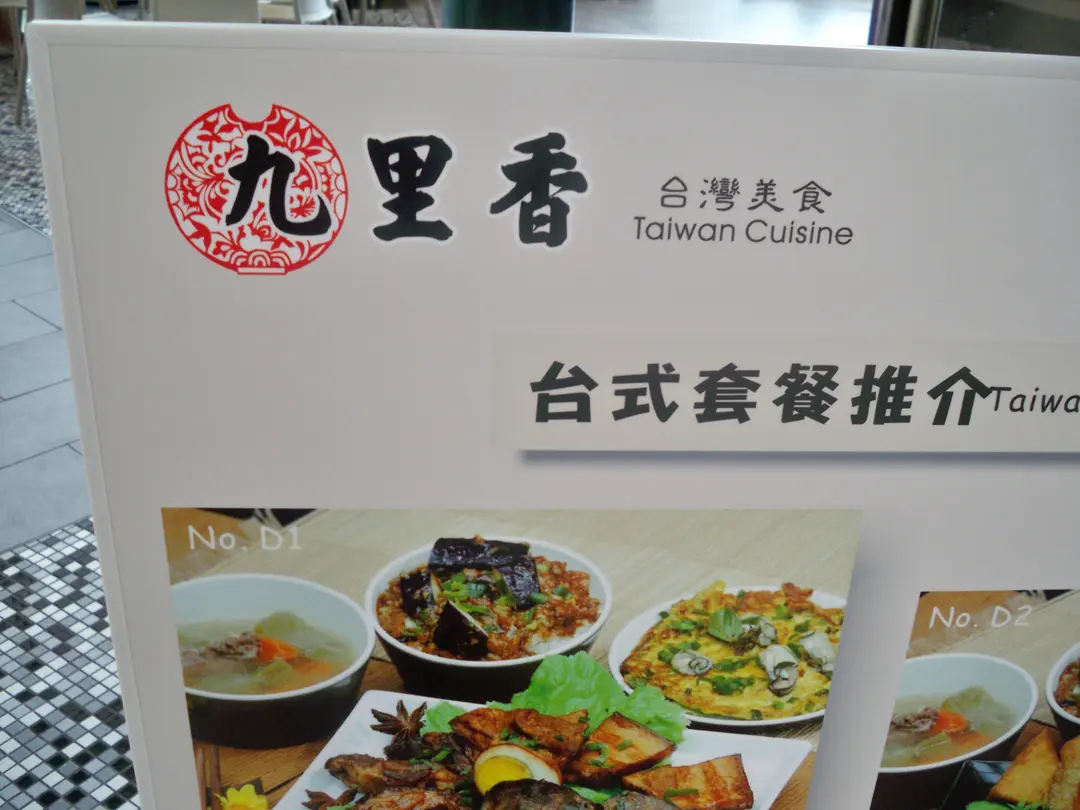 九里香
台灣美食
Taiwan Cuisine
台式套餐推介
No. D1
No. D2